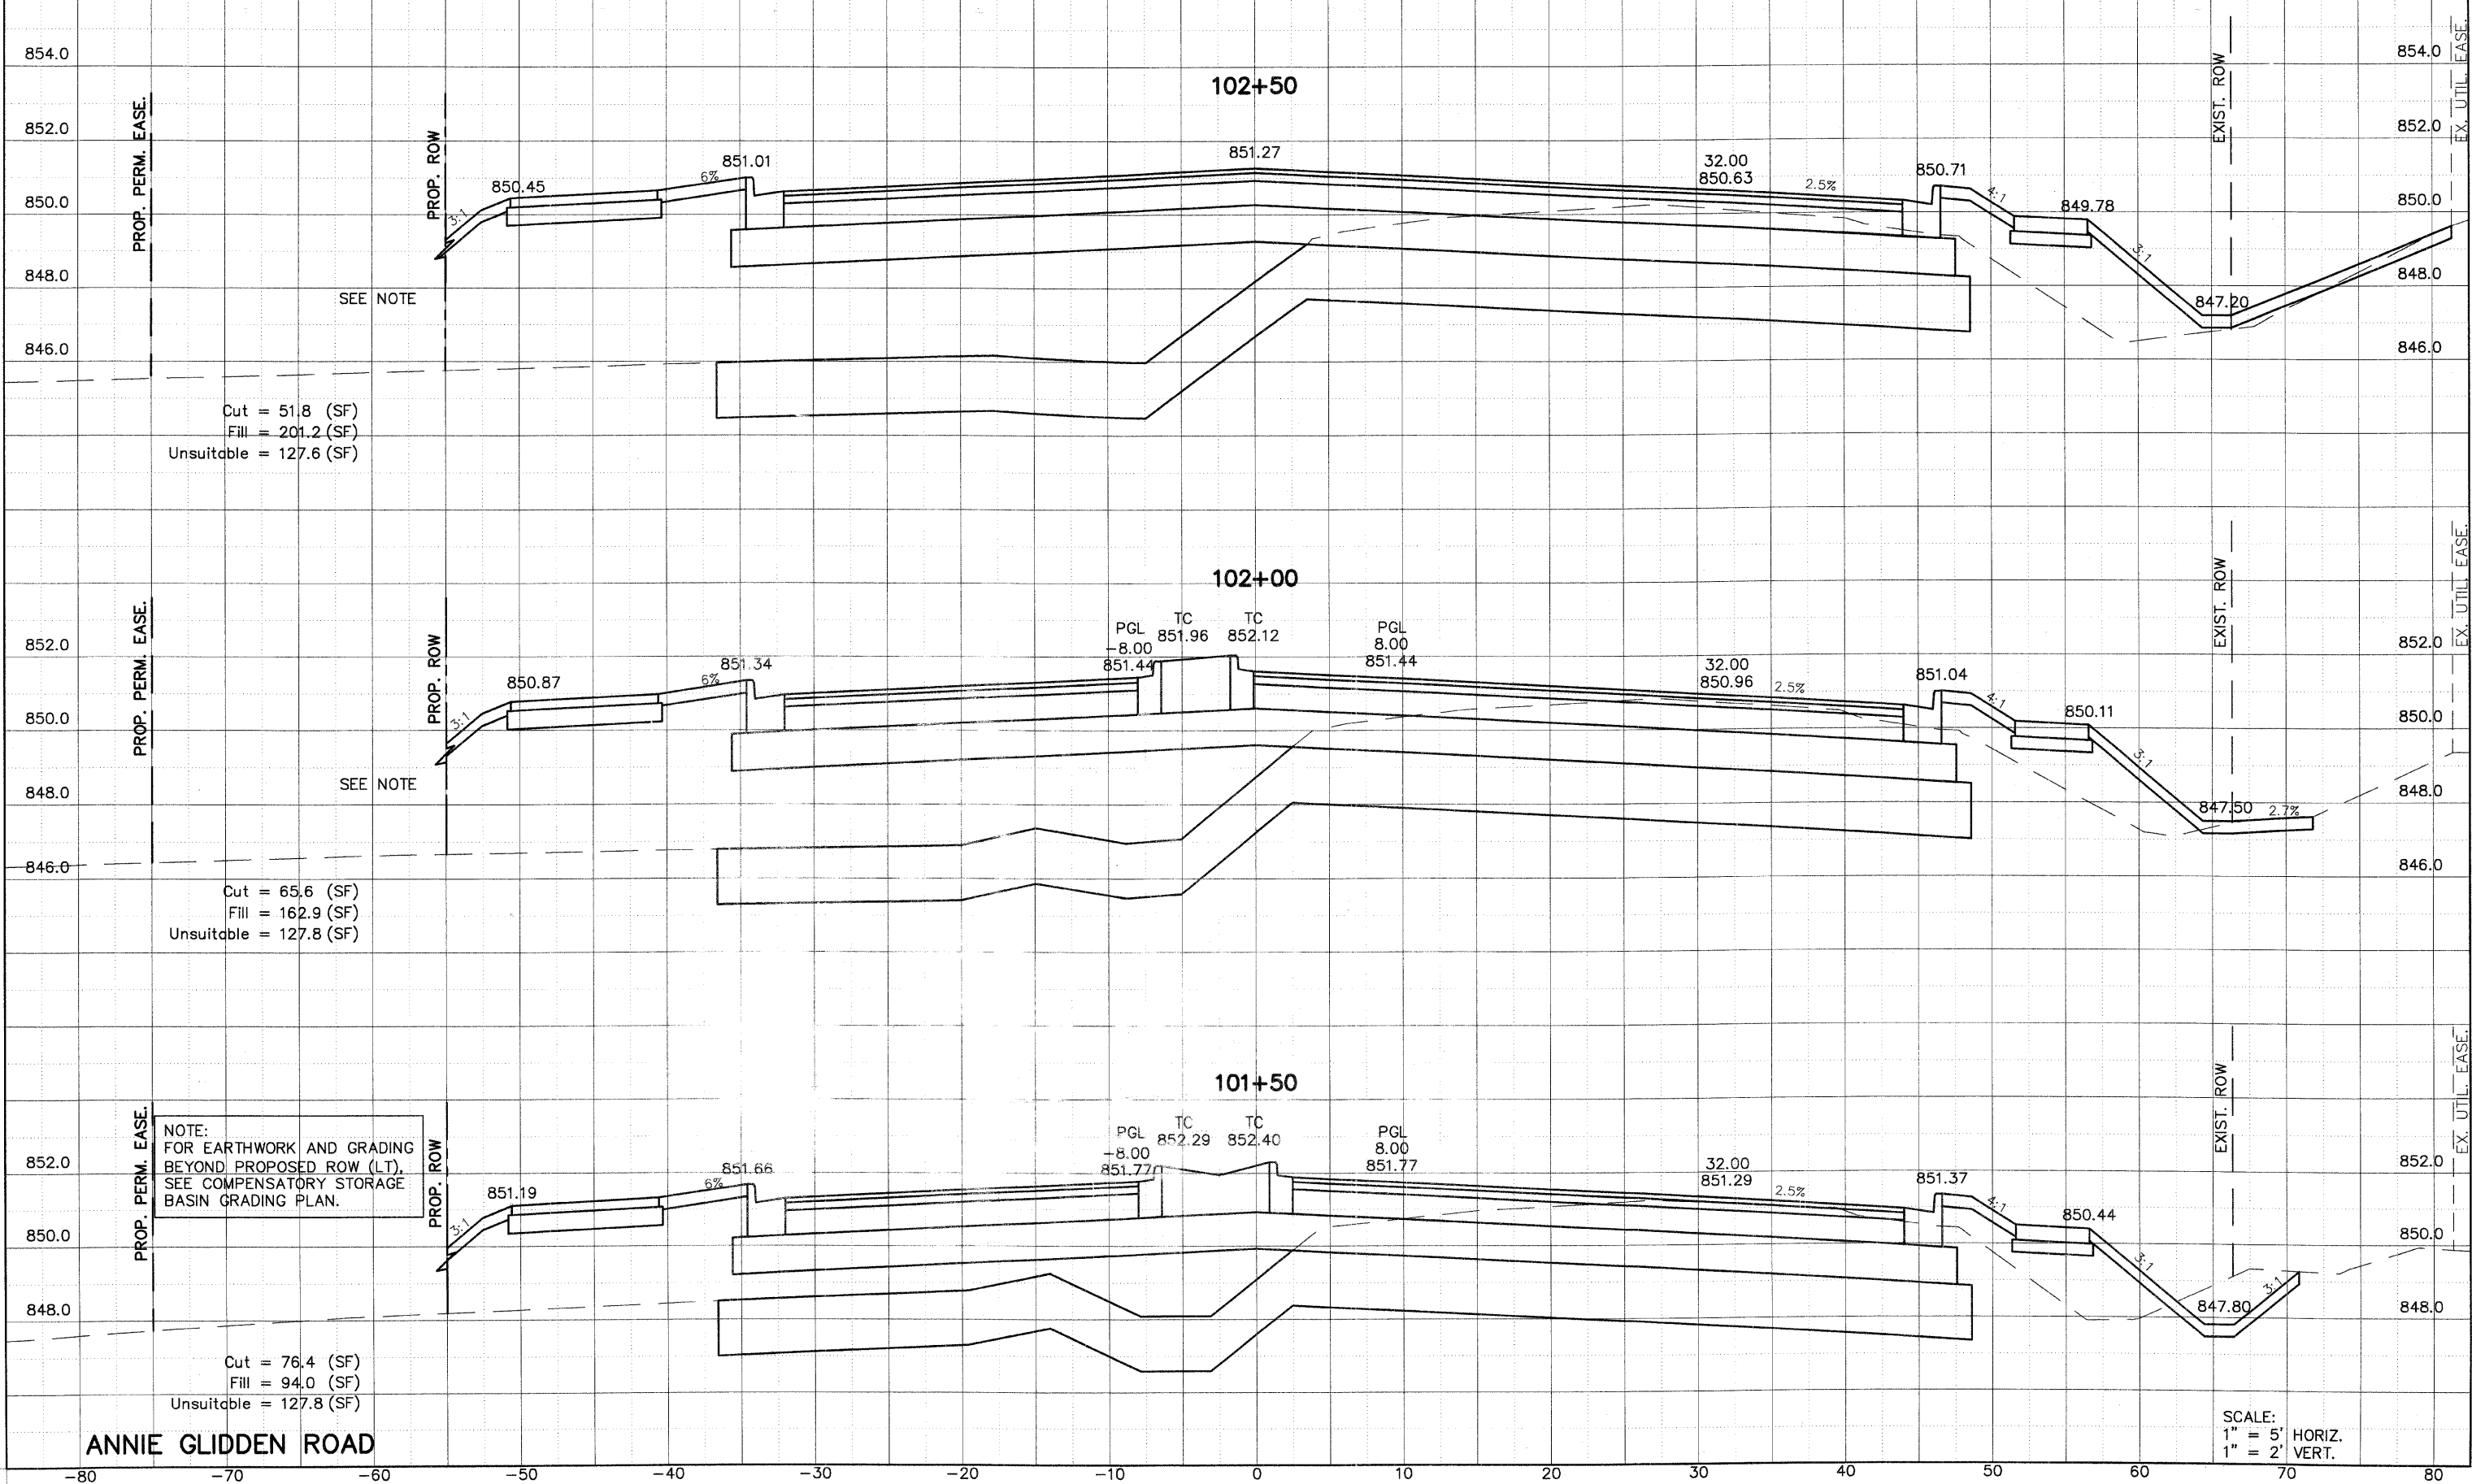 854.0
854.0
EX. UTIL. EASE.
EXIST. ROW
102+50
PROP. PERM. EASE.
PROP. ROW
852.0
852.0
851.27
851.01
32.00
850.63
2.5%
850.71
6%
850.45
4:1
849.78
850.0
850.0
3:1
3:1
848.0
848.0
SEE NOTE
847.20
846.0
846.0
Cut = 51.8 (SF)
Fill = 201.2 (SF)
Unsuitable = 127.6 (SF)
EX. UTIL. EASE.
EXIST. ROW
102+00
PROP. PERM. EASE.
PROP. ROW
PGL
-8.00
851.44
TC
851.96
TC
852.12
PGL
8.00
851.44
852.0
852.0
851.34
32.00
850.96
2.5%
851.04
6%
850.87
4:1
850.11
850.0
850.0
3:1
3:1
848.0
848.0
SEE NOTE
847.50
2.7%
846.0
846.0
Cut = 65.6 (SF)
Fill = 162.9 (SF)
Unsuitable = 127.8 (SF)
EX. UTIL. EASE.
EXIST. ROW
101+50
PROP. PERM. EASE.
PROP. ROW
NOTE:
FOR EARTHWORK AND GRADING
BEYOND PROPOSED ROW (LT),
SEE COMPENSATORY STORAGE
BASIN GRADING PLAN.
PGL
-8.00
851.77
TC
852.29
TC
852.40
PGL
8.00
851.77
852.0
852.0
851.66
32.00
851.29
2.5%
851.37
6%
851.19
4:1
850.44
850.0
850.0
3:1
3:1
3:1
848.0
848.0
847.80
Cut = 76.4 (SF)
Fill = 94.0 (SF)
Unsuitable = 127.8 (SF)
ANNIE GLIDDEN ROAD
SCALE:
1" = 5' HORIZ.
1" = 2' VERT.
-80 -70 -60 -50 -40 -30 -20 -10 0 10 20 30 40 50 60 70 80